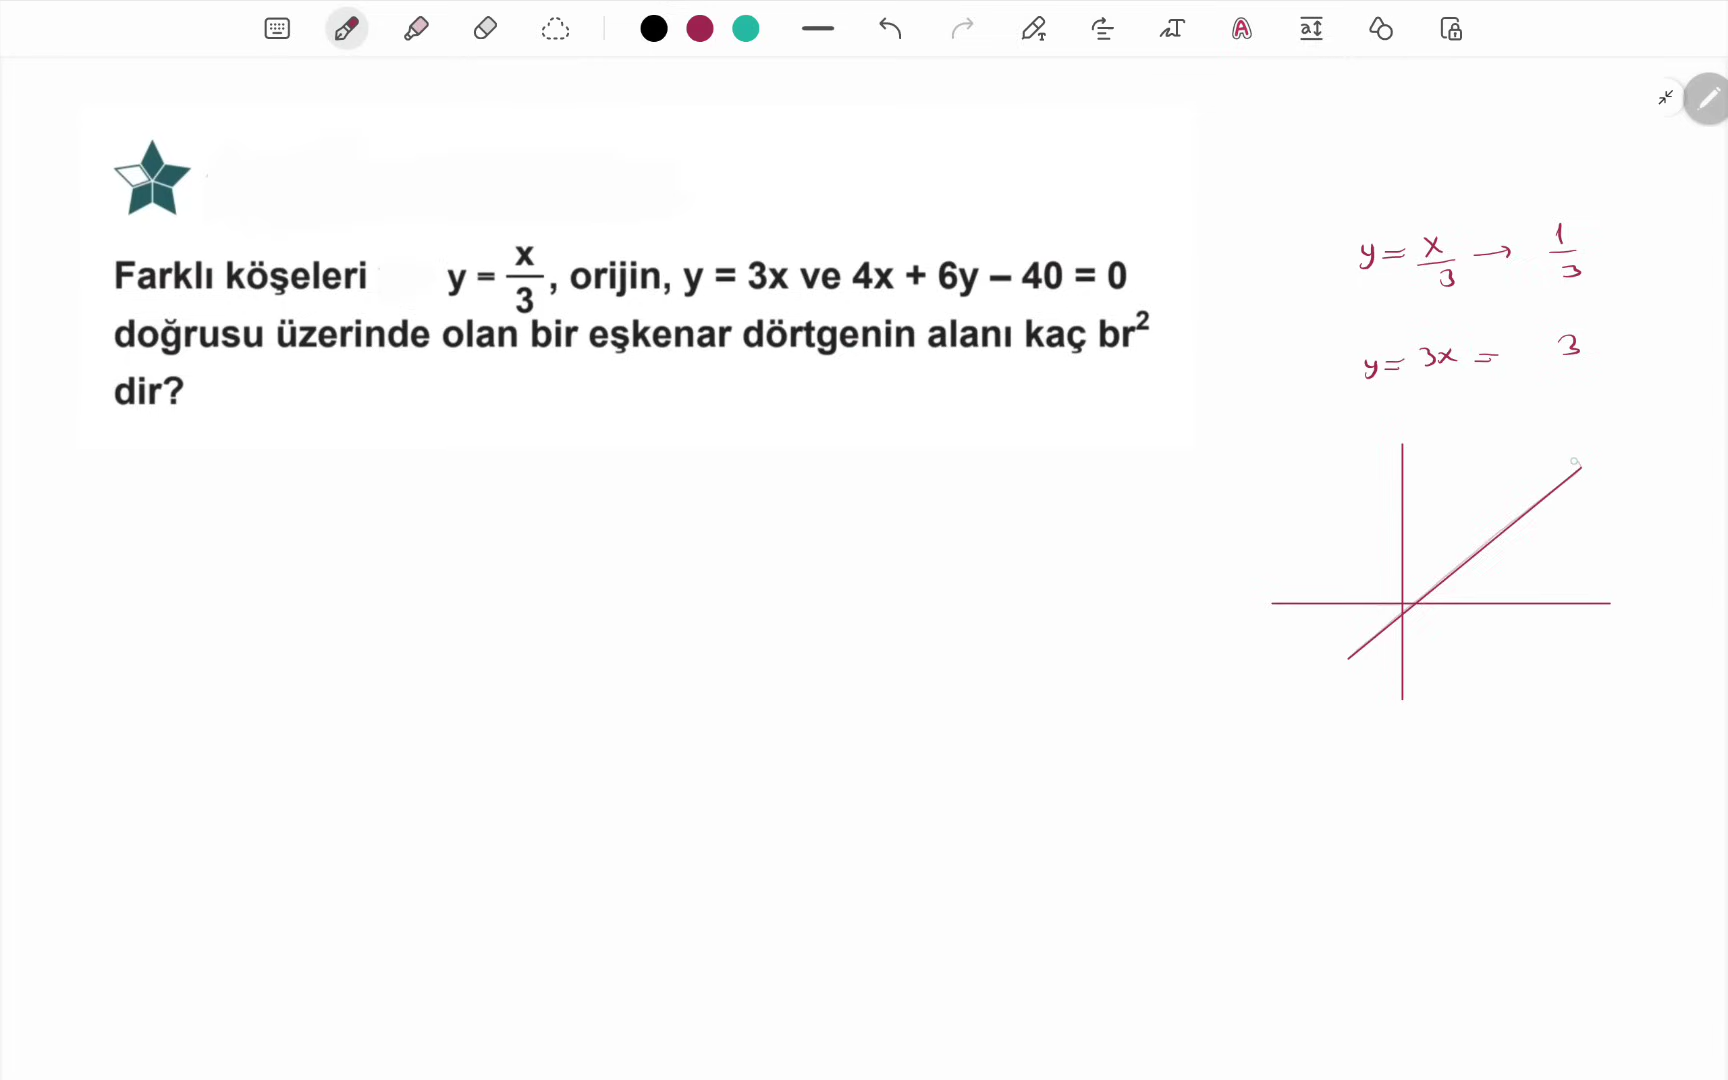 Farklı köşeleri y = x/3, orijin, y = 3x ve 4x + 6y – 40 = 0
doğrusu üzerinde olan bir eşkenar dörtgenin alanı kaç br²
dir?
y = x/3 → 1/3
y = 3x = 3